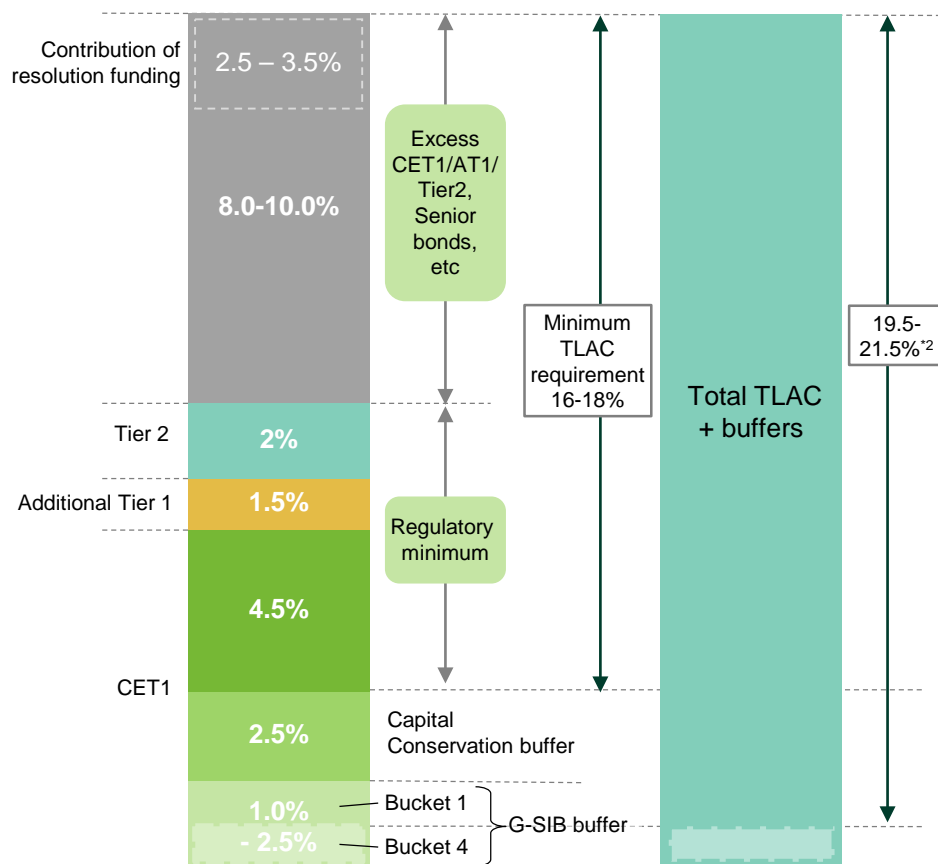 Contribution of
resolution funding
2.5 – 3.5%
8.0-10.0%
Excess
CET1/AT1/
Tier2,
Senior
bonds,
etc
Minimum
TLAC
requirement
16-18%
Total TLAC
+ buffers
19.5-
21.5%*2
Tier 2
2%
Additional Tier 1
1.5%
Regulatory
minimum
4.5%
CET1
2.5%
Capital
Conservation buffer
1.0%
- 2.5%
Bucket 1
Bucket 4
G-SIB buffer